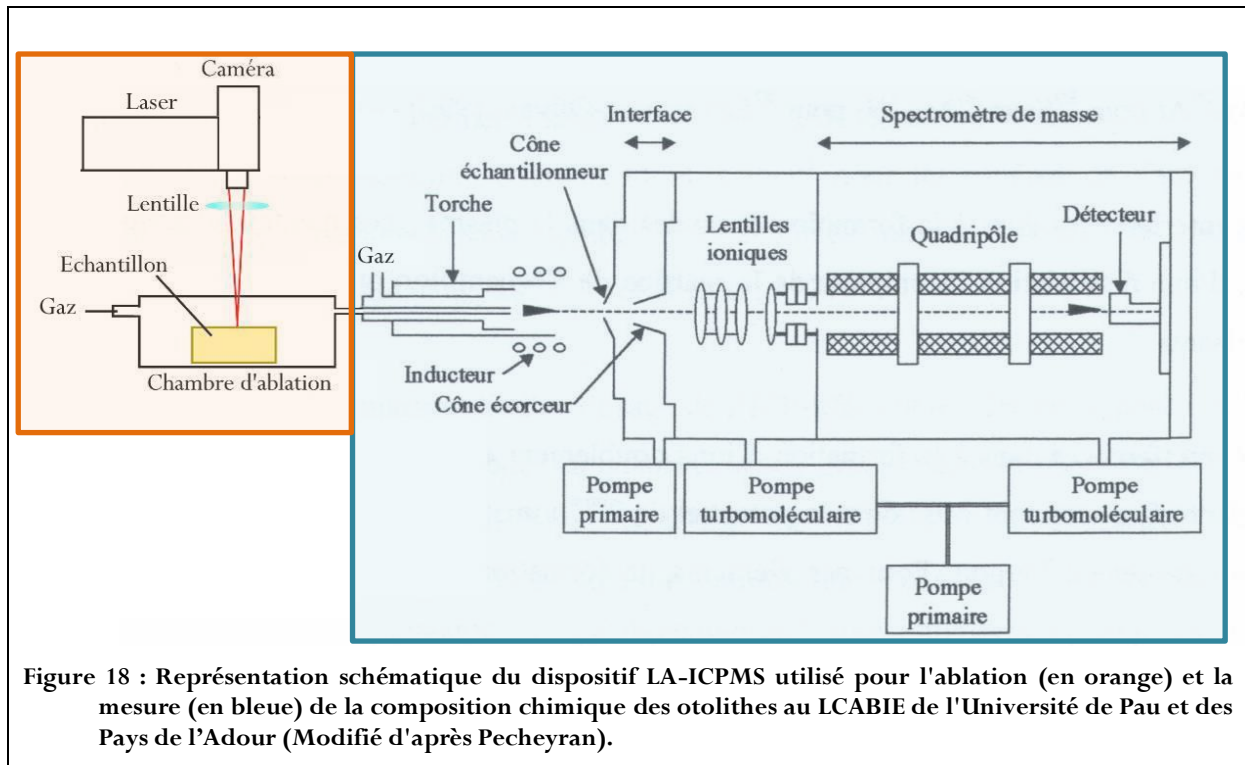 Caméra
Laser
Lentille
Echantillon
Gaz
Chambre d'ablation
Interface
Spectromètre de masse
Cône
échantillonneur
Torche
Gaz
Lentilles
ioniques
Quadripôle
Détecteur
Inducteur
Cône écorceur
Pompe
primaire
Pompe
turbomoléculaire
Pompe
turbomoléculaire
Pompe
primaire
Figure 18 : Représentation schématique du dispositif LA-ICPMS utilisé pour l'ablation (en orange) et la
mesure (en bleue) de la composition chimique des otolithes au LCABIE de l'Université de Pau et des
Pays de l'Adour (Modifié d'après Pecheyran).